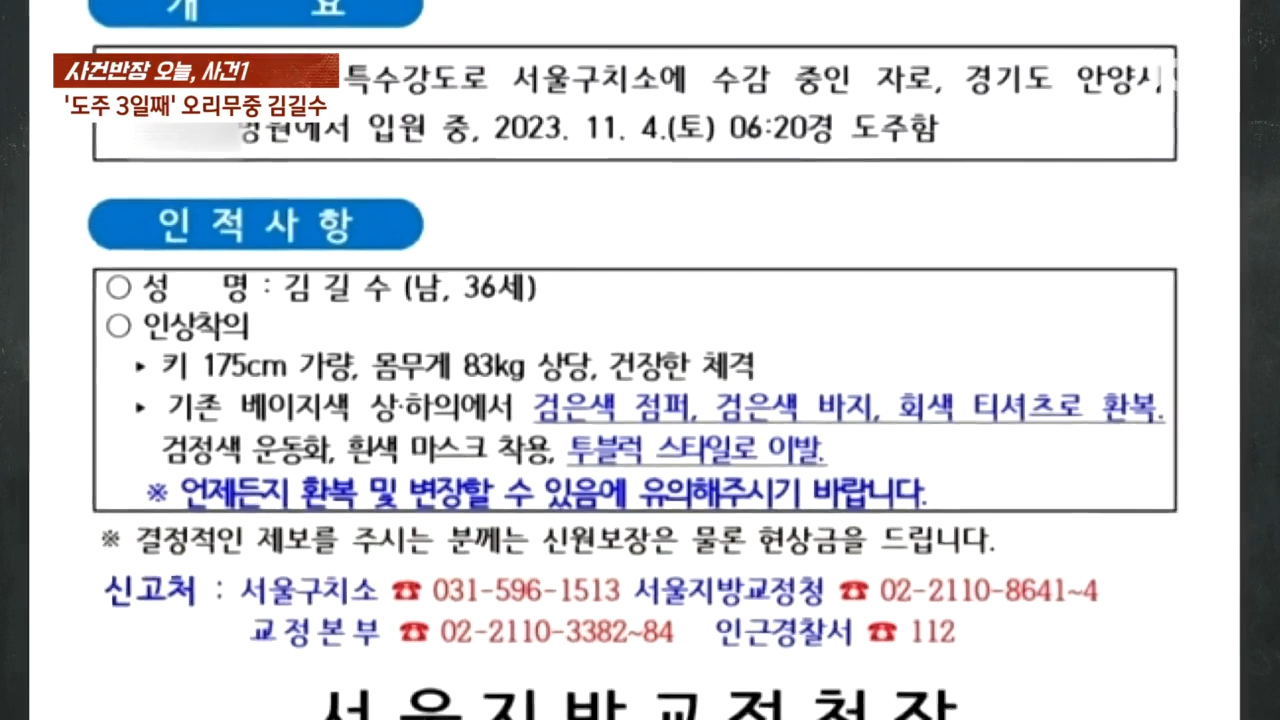 개 요
사건반장 오늘, 사건1
'도주 3일째' 오리무중 김길수
특수강도로 서울구치소에 수감 중인 자로, 경기도 안양시
병원에서 입원 중, 2023. 11. 4.(토) 06:20경 도주함
인적사항
○ 성 명 : 김 길 수 (남, 36세)
○ 인상착의
▸ 키 175cm 가량, 몸무게 83kg 상당, 건장한 체격
▸ 기존 베이지색 상·하의에서 검은색 점퍼, 검은색 바지, 회색 티셔츠로 환복.
검정색 운동화, 흰색 마스크 착용, 투블럭 스타일로 이발.
※ 언제든지 환복 및 변장할 수 있음에 유의해주시기 바랍니다.
※ 결정적인 제보를 주시는 분께는 신원보장은 물론 현상금을 드립니다.
신고처 : 서울구치소 ☎ 031-596-1513 서울지방교정청 ☎ 02-2110-8641~4
교정본부 ☎ 02-2110-3382~84 인근경찰서 ☎ 112
서울지방교정청장